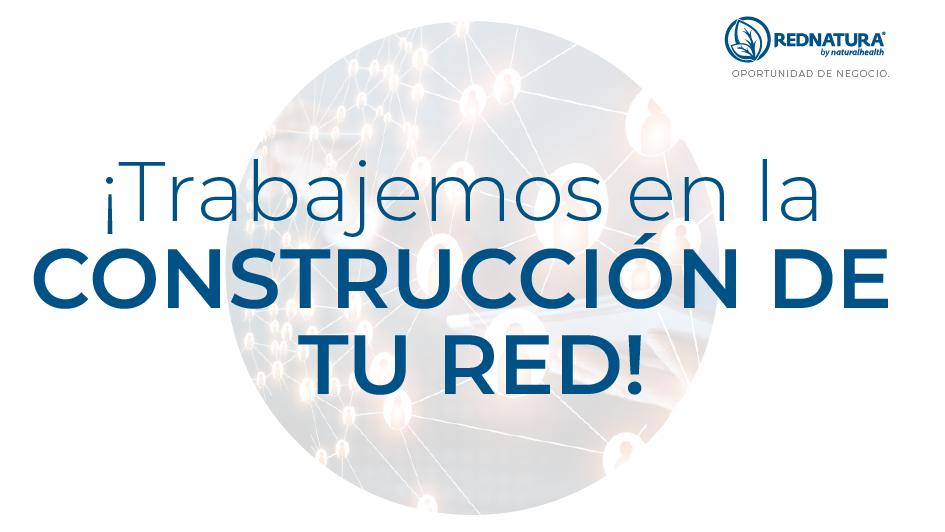 REDNATURA®
by naturalhealth
OPORTUNIDAD DE NEGOCIO.
¡Trabajemos en la
CONSTRUCCIÓN DE
TU RED!